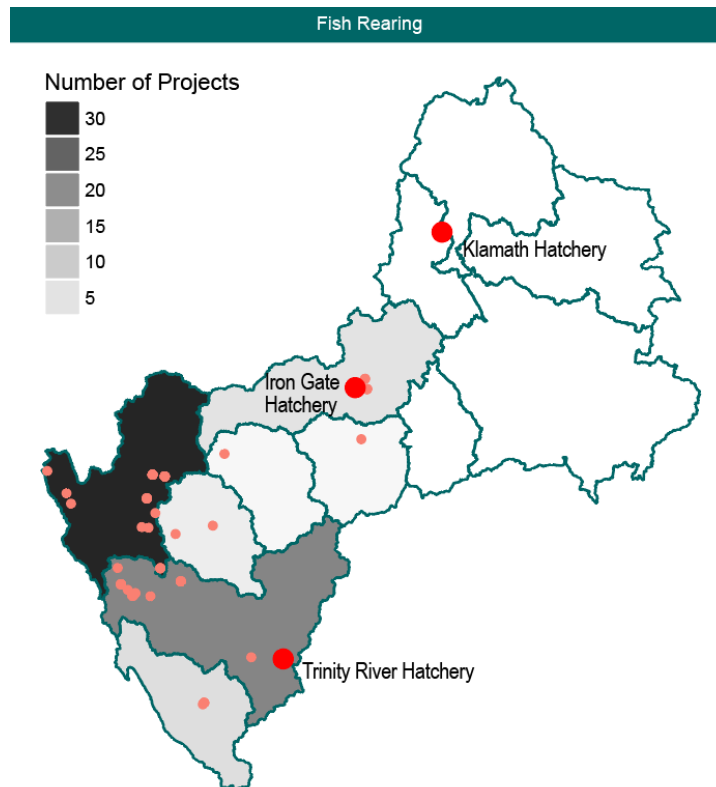 Fish Rearing
Number of Projects
30
25
20
15
10
5
Klamath Hatchery
Iron Gate
Hatchery
Trinity River Hatchery